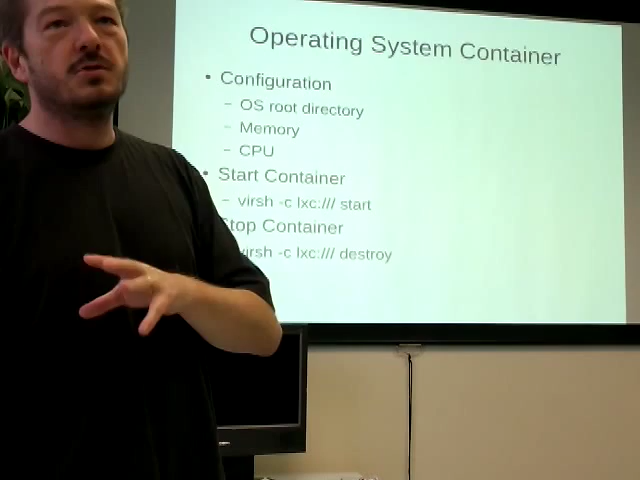 Operating System Container
• Configuration
– OS root directory
– Memory
– CPU
• Start Container
– virsh -c lxc:/// start
Stop Container
virsh -c lxc:/// destroy